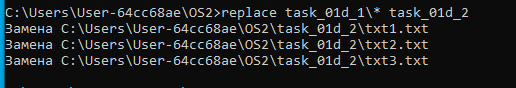 C:\Users\User-64cc68ae\OS2>replace task_01d_1\* task_01d_2
Замена C:\Users\User-64cc68ae\OS2\task_01d_2\txt1.txt
Замена C:\Users\User-64cc68ae\OS2\task_01d_2\txt2.txt
Замена C:\Users\User-64cc68ae\OS2\task_01d_2\txt3.txt